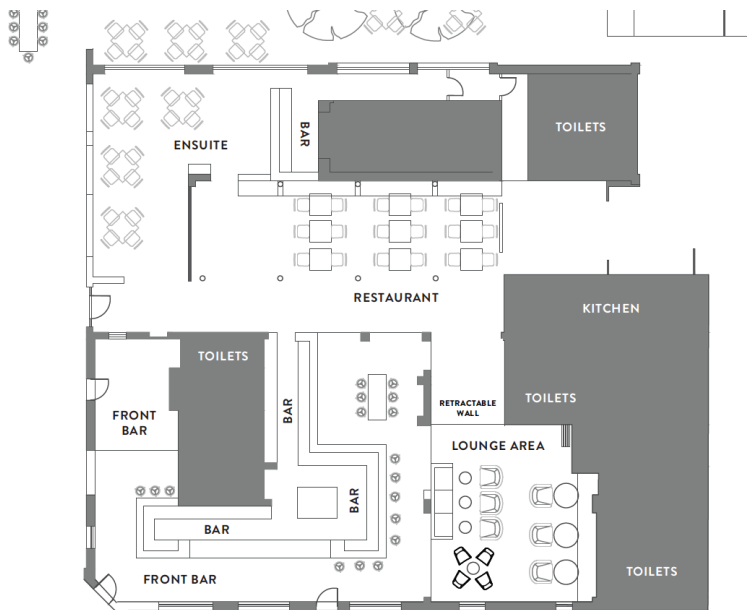 TOILETS
BAR
ENSUITE
RESTAURANT
KITCHEN
TOILETS
TOILETS
RETRACTABLE
WALL
FRONT
BAR
BAR
LOUNGE AREA
BAR
BAR
TOILETS
FRONT BAR